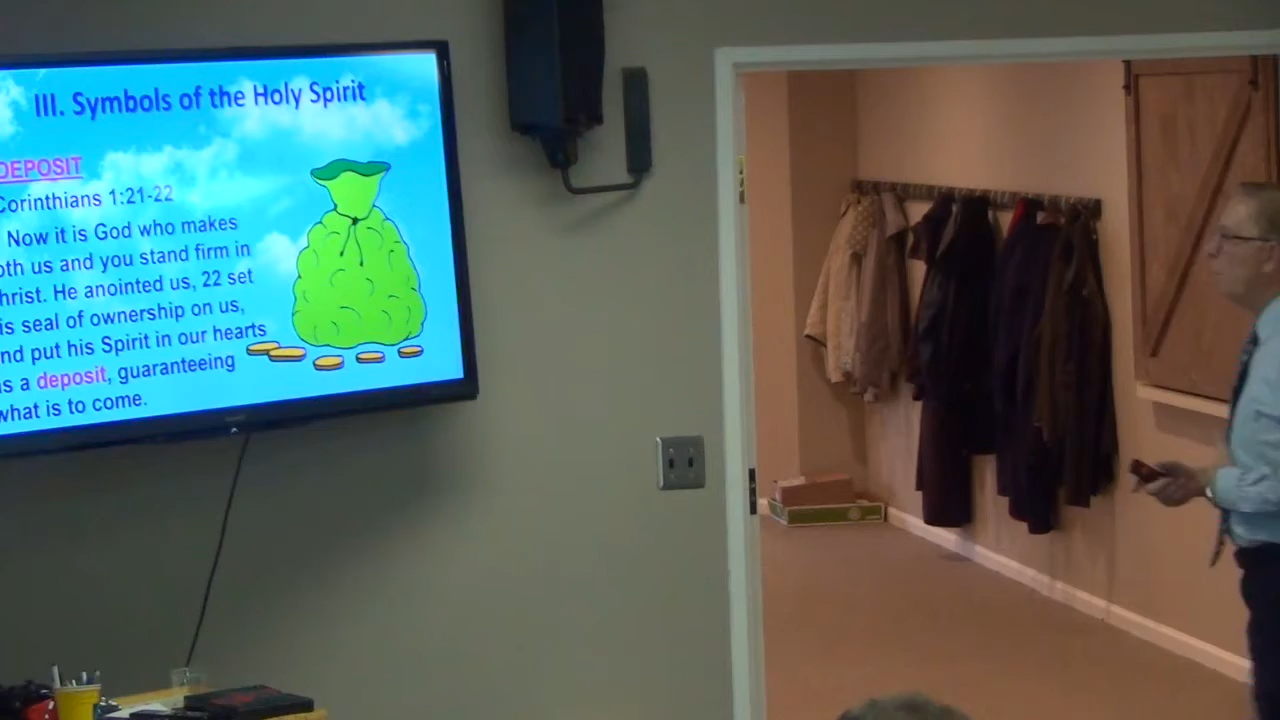 III. Symbols of the Holy Spirit
DEPOSIT
Corinthians 1:21-22
Now it is God who makes
oth us and you stand firm in
hrist. He anointed us, 22 set
is seal of ownership on us,
nd put his Spirit in our hearts
as a deposit, guaranteeing
what is to come.